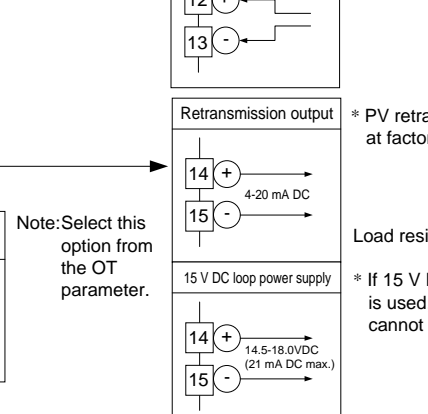 12 +
13 -
Retransmission output
14 +
4-20 mA DC
15 -
* PV retra
at factor
Load resi
Note:Select this
option from
the OT
parameter.
15 V DC loop power supply
14 +
14.5-18.0VDC
(21 mA DC max.)
15 -
* If 15 V
is used
cannot